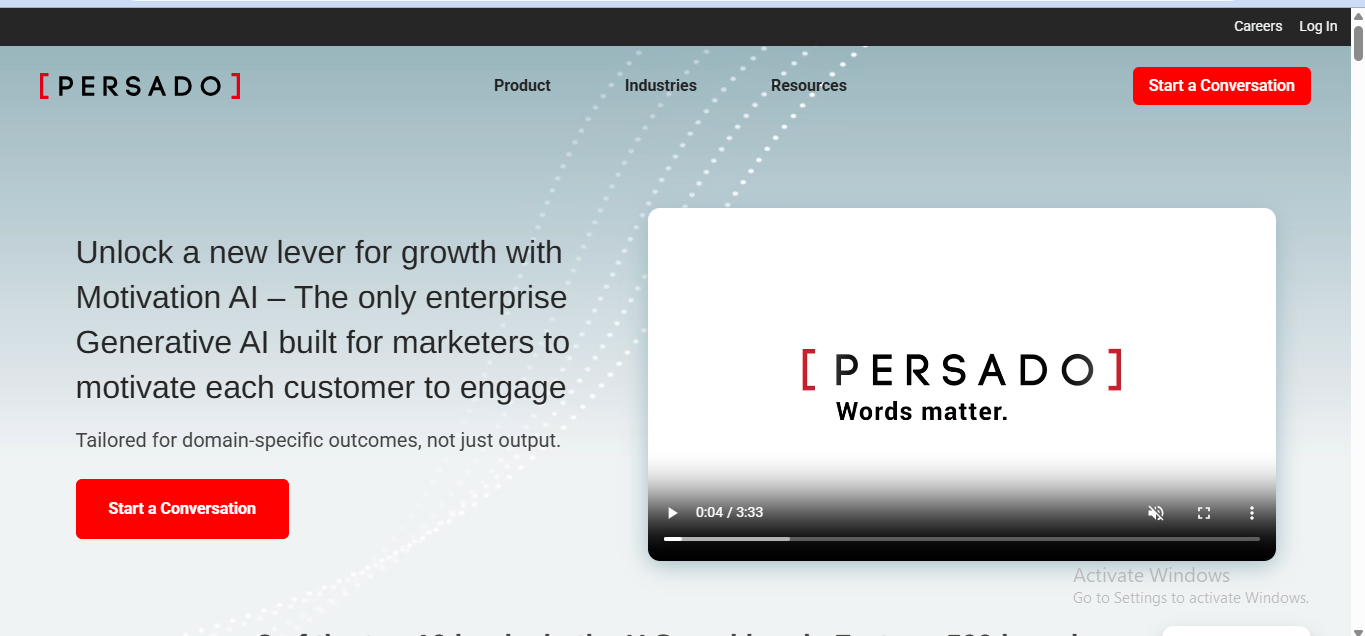 Careers Log In
[PERSADO] Product Industries Resources Start a Conversation
Unlock a new lever for growth with
Motivation AI – The only enterprise
Generative AI built for marketers to
motivate each customer to engage
Tailored for domain-specific outcomes, not just output.
Start a Conversation
[PERSADO]
Words matter.
0:04 / 3:33
Activate Windows
Go to Settings to activate Windows.